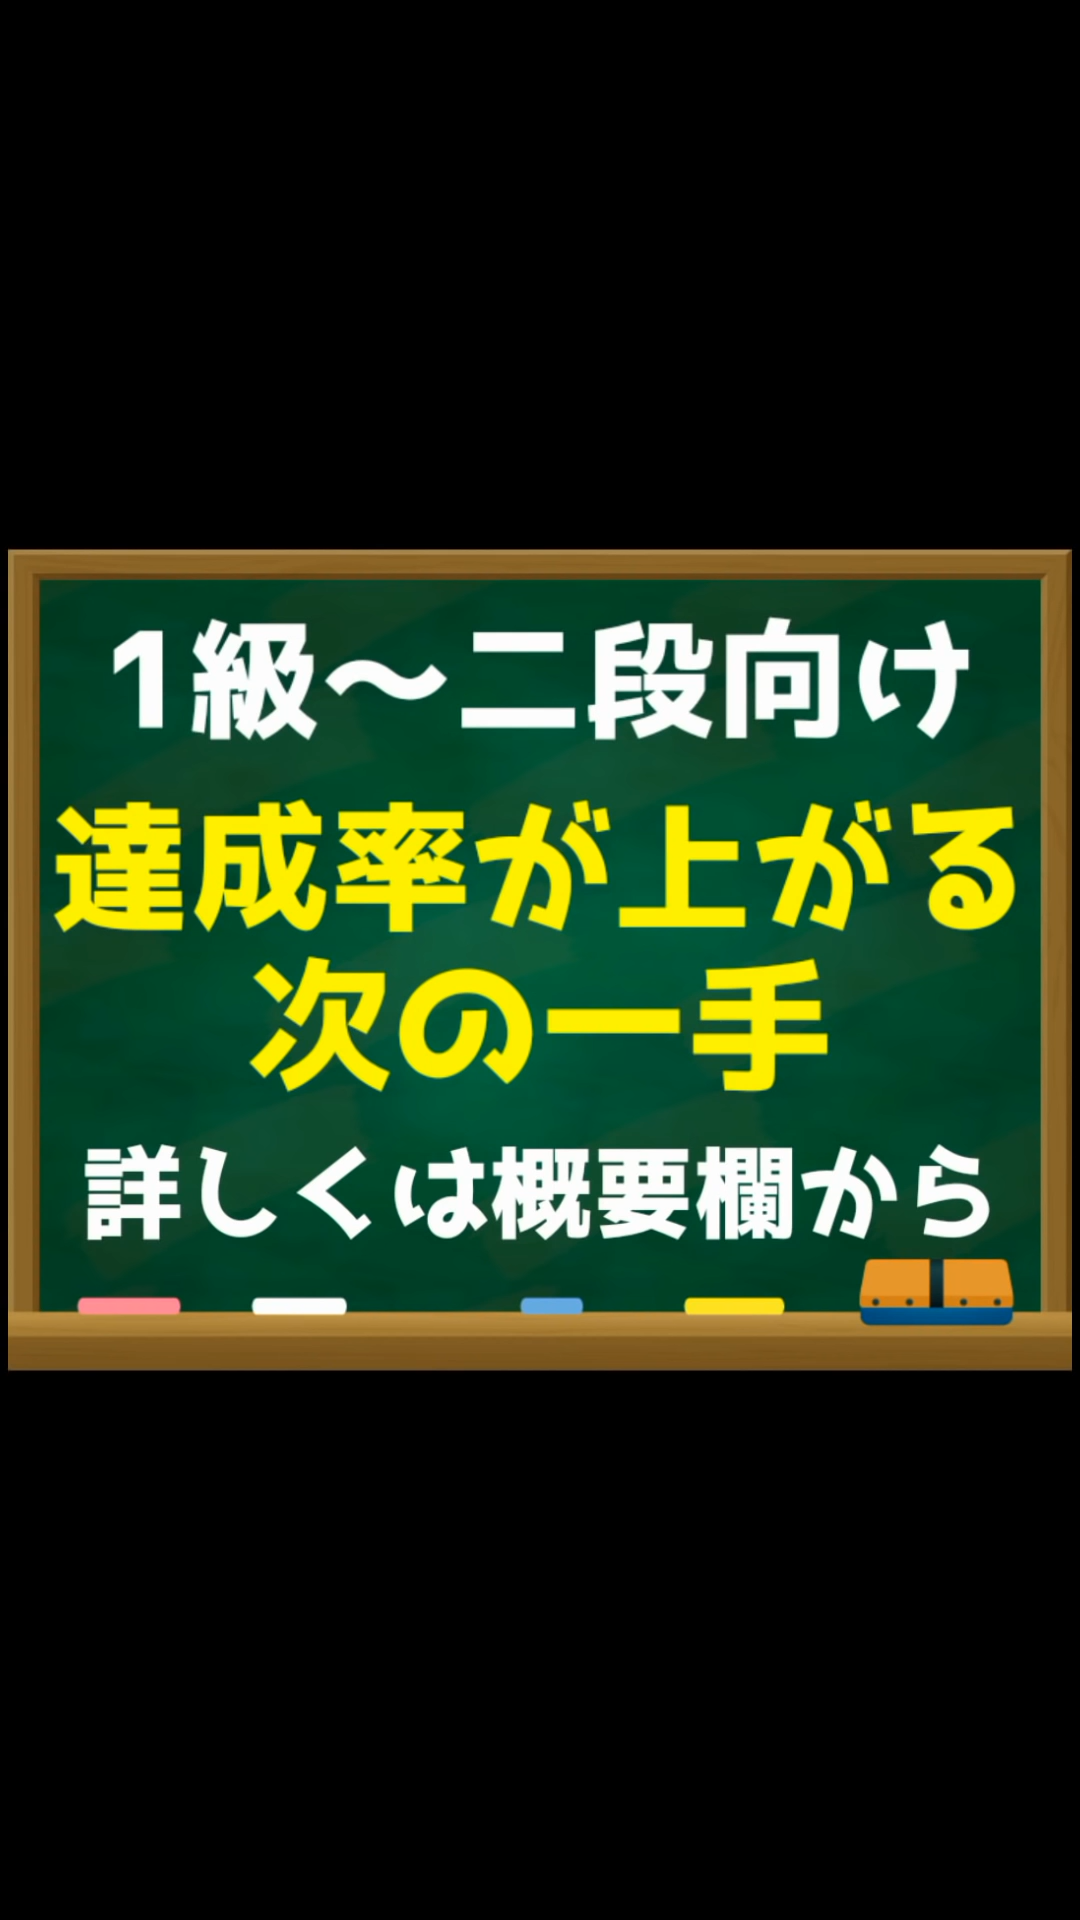 1級～二段向け
達成率が上がる
次の一手
詳しくは概要欄から